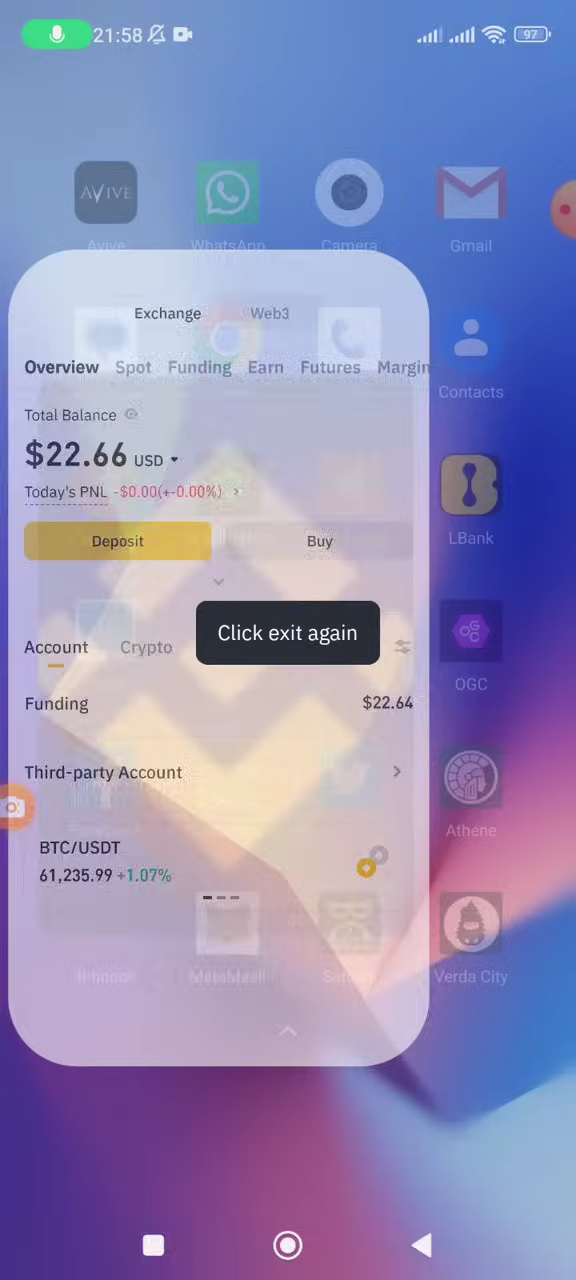 21:58
97
AVIVE
Avive
WhatsApp
Camera
Gmail
Exchange Web3
Overview Spot Funding Earn Futures Margin
Contacts
Total Balance
$22.66 USD
Today's PNL -$0.00(+-0.00%)
Deposit Buy
LBank
Click exit again
Account Crypto
OGC
Funding $22.64
Third-party Account
Athene
BTC/USDT
61,235.99 +1.07%
Verda City